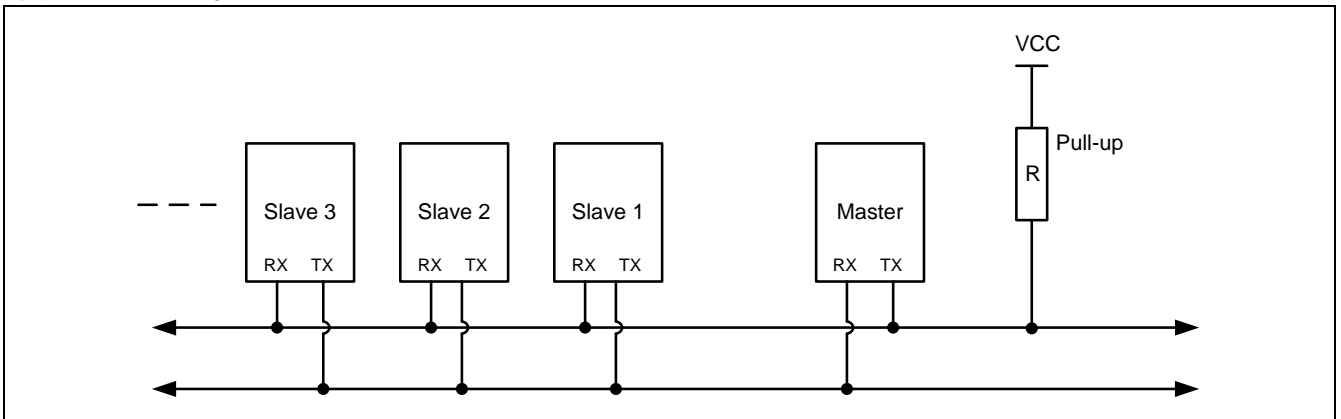 VCC
Pull-up
R
Slave 3
Slave 2
Slave 1
Master
RX TX
RX TX
RX TX
RX TX